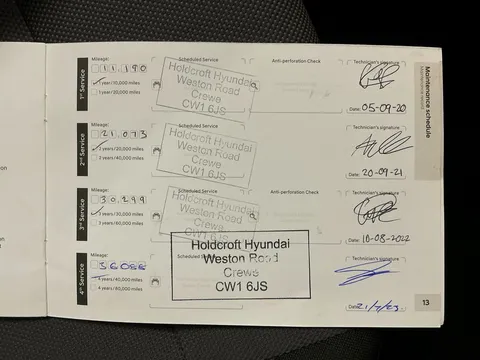 1st Service
Mileage:
11,190
1 year/10,000 miles
1 year/20,000 miles
Scheduled Service
Holdcroft Hyundai
Weston Road
Crewe
CW1 6JS
Anti-perforation Check
Technician's signature
Date: 05-09-20
2nd Service
Mileage:
21,073
2 years/20,000 miles
2 years/40,000 miles
Scheduled Service
Holdcroft Hyundai
Weston Road
Crewe
CW1 6JS
Technician's signature
Date: 20-09-21
3rd Service
Mileage:
30,299
3 years/30,000 miles
3 years/60,000 miles
Holdcroft Hyundai
Weston Road
Crewe
CW1 6JS
Anti-perforation Check
Technician's signature
Date: 10-08-2022
4th Service
Mileage:
4 years/40,000 miles
4 years/80,000 miles
Scheduled Service
Holdcroft Hyundai
Weston Road
Crewe
CW1 6JS
Technician's signature
Date: 21/7/23.
Maintenance schedule
13